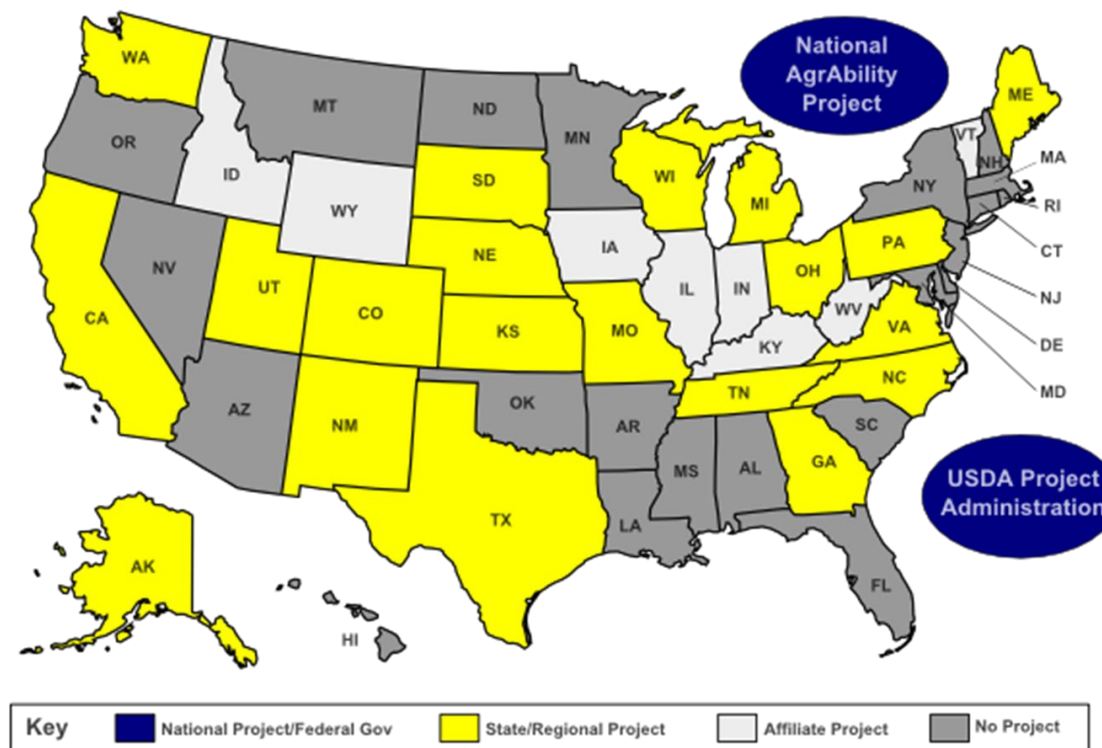 National
AgrAbility
Project
WA
MT
ND
MN
ME
VT
NH
MA
OR
ID
SD
WI
NY
MI
RI
WY
CT
NE
IA
PA
NV
UT
IL
IN
OH
NJ
CA
CO
KS
MO
WV
VA
DE
KY
MD
NC
TN
AZ
NM
OK
AR
SC
MS
AL
GA
USDA Project
Administration
TX
LA
AK
FL
HI
Key
National Project/Federal Gov
State/Regional Project
Affiliate Project
No Project